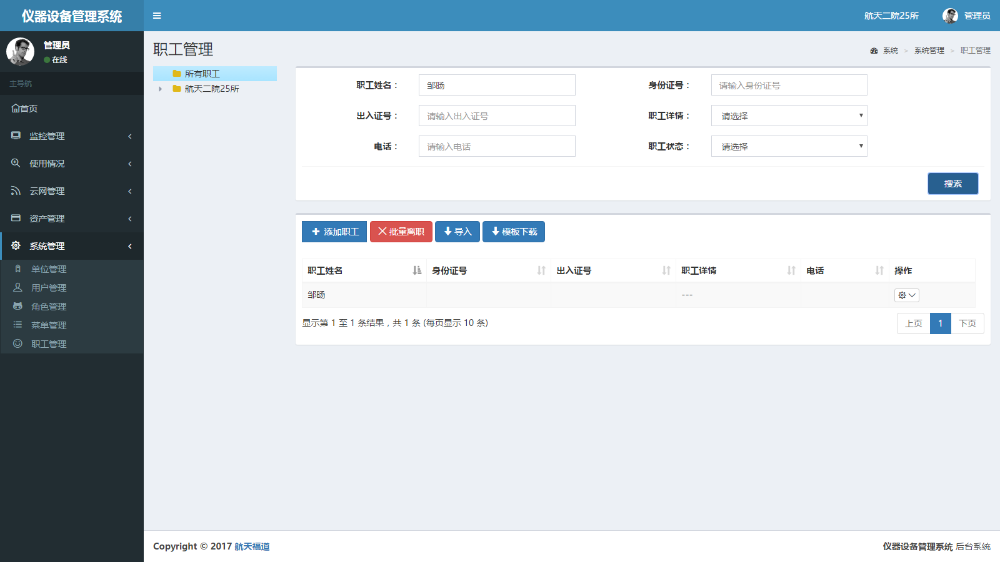 仪器设备管理系统
航天二院25所
管理员
管理员
在线
主导航
首页
监控管理
使用情况
云网管理
资产管理
系统管理
单位管理
用户管理
角色管理
菜单管理
职工管理
职工管理
系统 > 系统管理 > 职工管理
所有职工
航天二院25所
职工姓名： 邹旸 身份证号： 请输入身份证号
出入证号： 请输入出入证号 职工详情： 请选择
电话： 请输入电话 职工状态： 请选择
搜索
添加职工 批量离职 导入 模板下载
职工姓名 身份证号 出入证号 职工详情 电话 操作
邹旸 ---
显示第 1 至 1 条结果，共 1 条 (每页显示 10 条)
上页 1 下页
Copyright © 2017 航天福道
仪器设备管理系统 后台系统